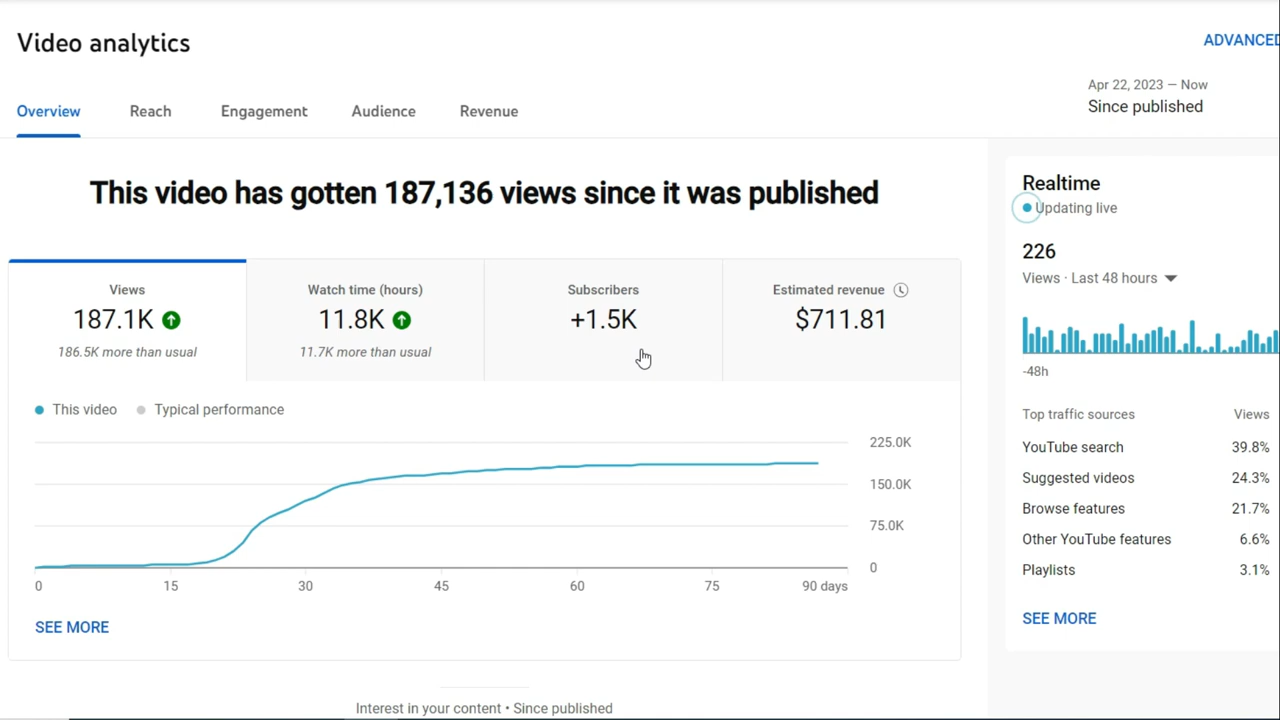 Video analytics
ADVANCED
Overview
Reach
Engagement
Audience
Revenue
Apr 22, 2023 – Now
Since published
This video has gotten 187,136 views since it was published
Views
187.1K
186.5K more than usual
Watch time (hours)
11.8K
11.7K more than usual
Subscribers
+1.5K
Estimated revenue
$711.81
This video
Typical performance
225.0K
150.0K
75.0K
0
0
15
30
45
60
75
90 days
SEE MORE
Interest in your content • Since published
Realtime
Updating live
226
Views · Last 48 hours
-48h
Top traffic sources Views
YouTube search 39.8%
Suggested videos 24.3%
Browse features 21.7%
Other YouTube features 6.6%
Playlists 3.1%
SEE MORE